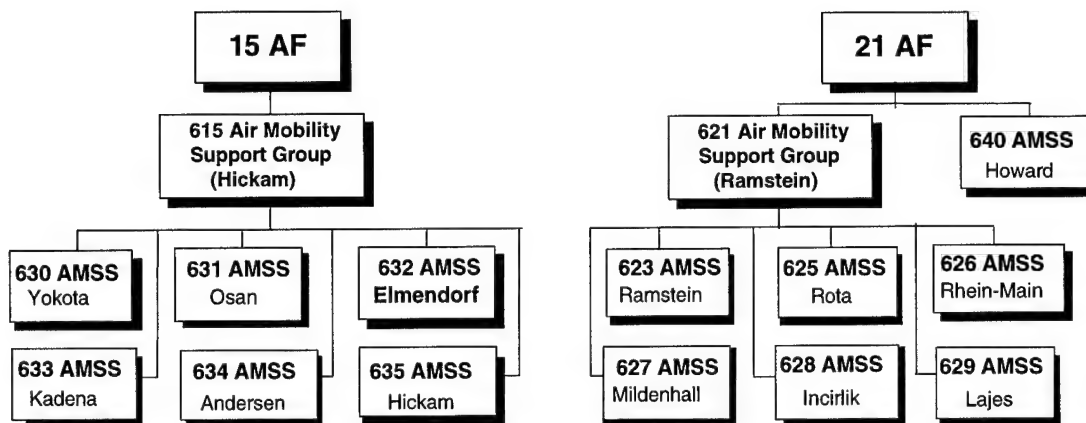 15 AF
615 Air Mobility
Support Group
(Hickam)
630 AMSS
Yokota
631 AMSS
Osan
632 AMSS
Elmendorf
633 AMSS
Kadena
634 AMSS
Andersen
635 AMSS
Hickam
21 AF
621 Air Mobility
Support Group
(Ramstein)
640 AMSS
Howard
623 AMSS
Ramstein
625 AMSS
Rota
626 AMSS
Rhein-Main
627 AMSS
Mildenhall
628 AMSS
Incirlik
629 AMSS
Lajes